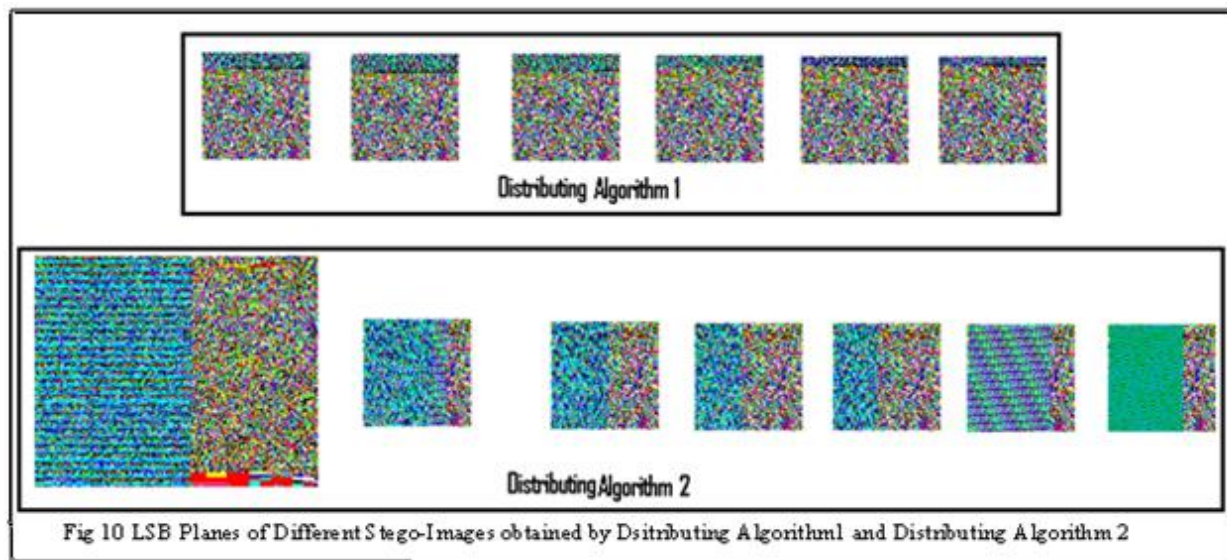 Distributing Algorithm 1
Distributing Algorithm 2
Fig 10 LSB Planes of Different Stego-Images obtained by Dsitributing Algorithm1 and Distributing Algorithm 2